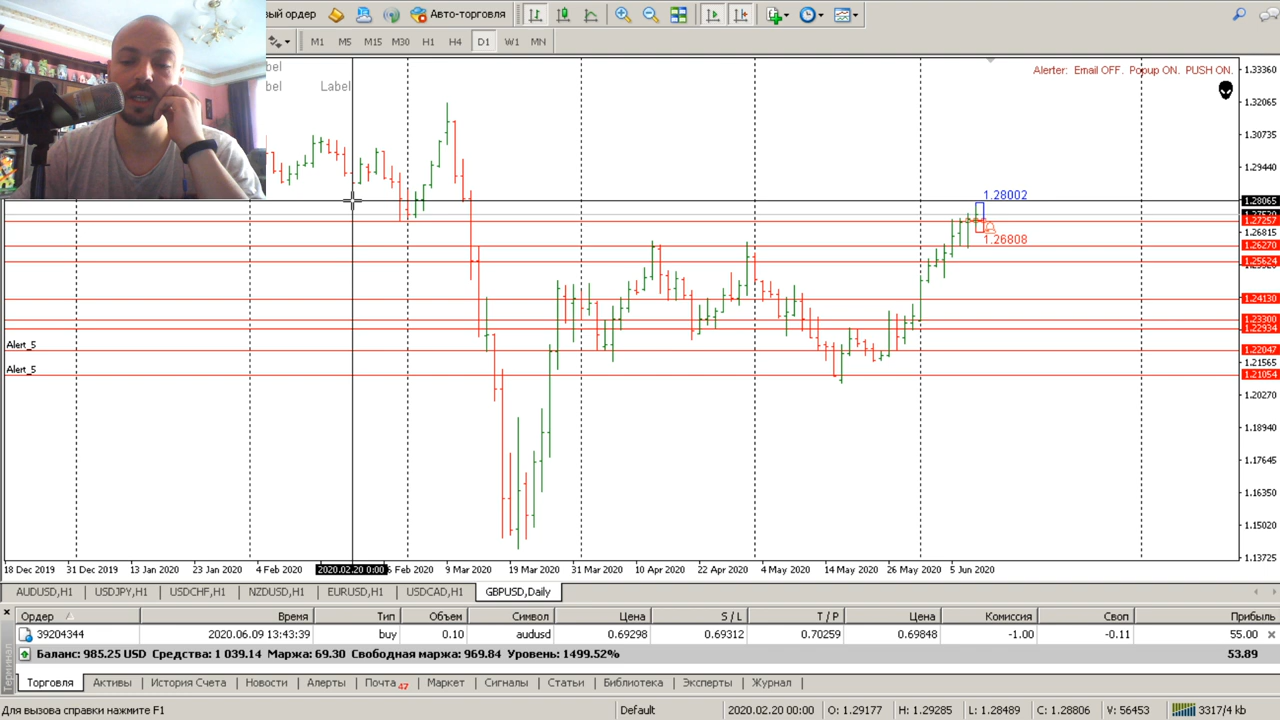 вый ордер Авто-торговля
M1 M5 M15 M30 H1 H4 D1 W1 MN
bel
bel Label
Alerter: Email OFF. Popup ON. PUSH ON.
1.33360
1.32065
1.30735
1.29440
1.28002
1.28065
1.27257
1.26815
1.26808
1.26270
1.25624
1.24130
1.23300
1.22934
Alert_5
1.22047
1.21565
Alert_5
1.21054
1.20270
1.18940
1.17645
1.16350
1.15020
1.13725
18 Dec 2019 31 Dec 2019 13 Jan 2020 23 Jan 2020 4 Feb 2020 2020.02.20 0:00 6 Feb 2020 9 Mar 2020 19 Mar 2020 31 Mar 2020 10 Apr 2020 22 Apr 2020 4 May 2020 14 May 2020 26 May 2020 5 Jun 2020
AUDUSD,H1 USDJPY,H1 USDCHF,H1 NZDUSD,H1 EURUSD,H1 USDCAD,H1 GBPUSD,Daily
Ордер Время Тип Объем Символ Цена S / L T / P Цена Комиссия Своп Прибыль
39204344 2020.06.09 13:43:39 buy 0.10 audusd 0.69298 0.69312 0.70259 0.69848 -1.00 -0.11 55.00
Баланс: 985.25 USD Средства: 1 039.14 Маржа: 69.30 Свободная маржа: 969.84 Уровень: 1499.52% 53.89
Терминал
Торговля Активы История Счета Новости Алерты Почта 47 Маркет Сигналы Статьи Библиотека Эксперты Журнал
Для вызова справки нажмите F1 Default 2020.02.20 00:00 O: 1.29177 H: 1.29285 L: 1.28489 C: 1.28806 V: 56453 3317/4 kb